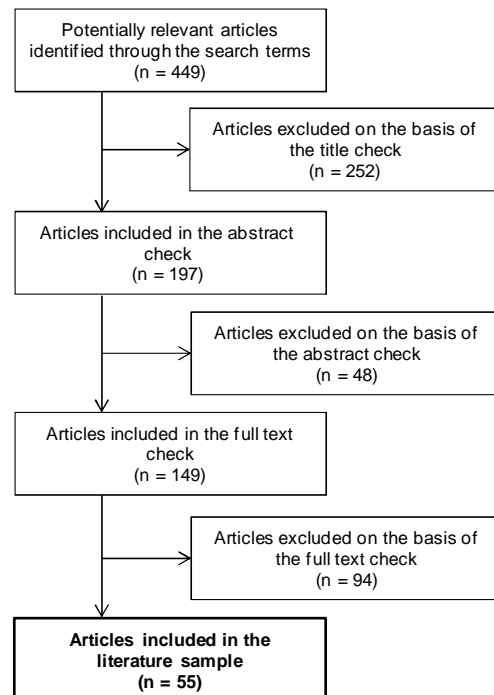 Potentially relevant articles
identified through the search terms
(n = 449)
Articles excluded on the basis of
the title check
(n = 252)
Articles included in the abstract
check
(n = 197)
Articles excluded on the basis of
the abstract check
(n = 48)
Articles included in the full text
check
(n = 149)
Articles excluded on the basis of
the full text check
(n = 94)
Articles included in the
literature sample
(n = 55)